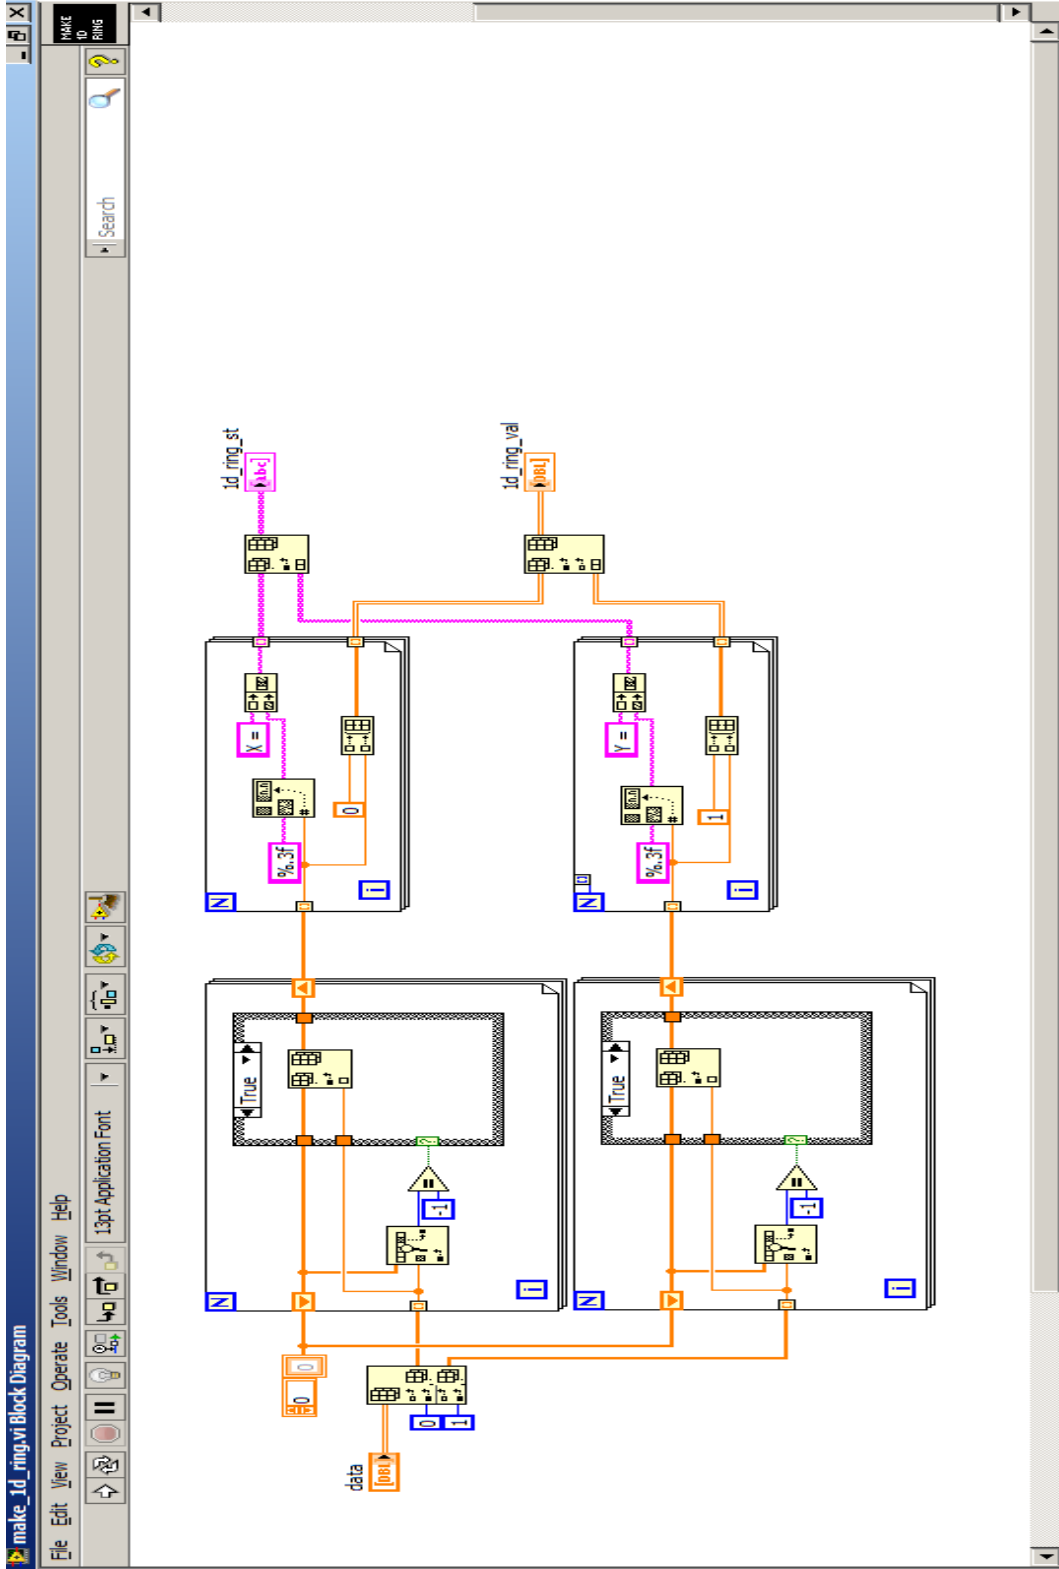 make_1d_ring.vi Block Diagram
File Edit View Project Operate Tools Window Help
13pt Application Font
Search
MAKE
1D
RING
data
[DBL]
0
1
0
0
N
i
-1
True
N
i
%.3f
X =
0
1d_ring_st
[abc]
N
i
-1
True
N
i
%.3f
Y =
1
1d_ring_val
[DBL]